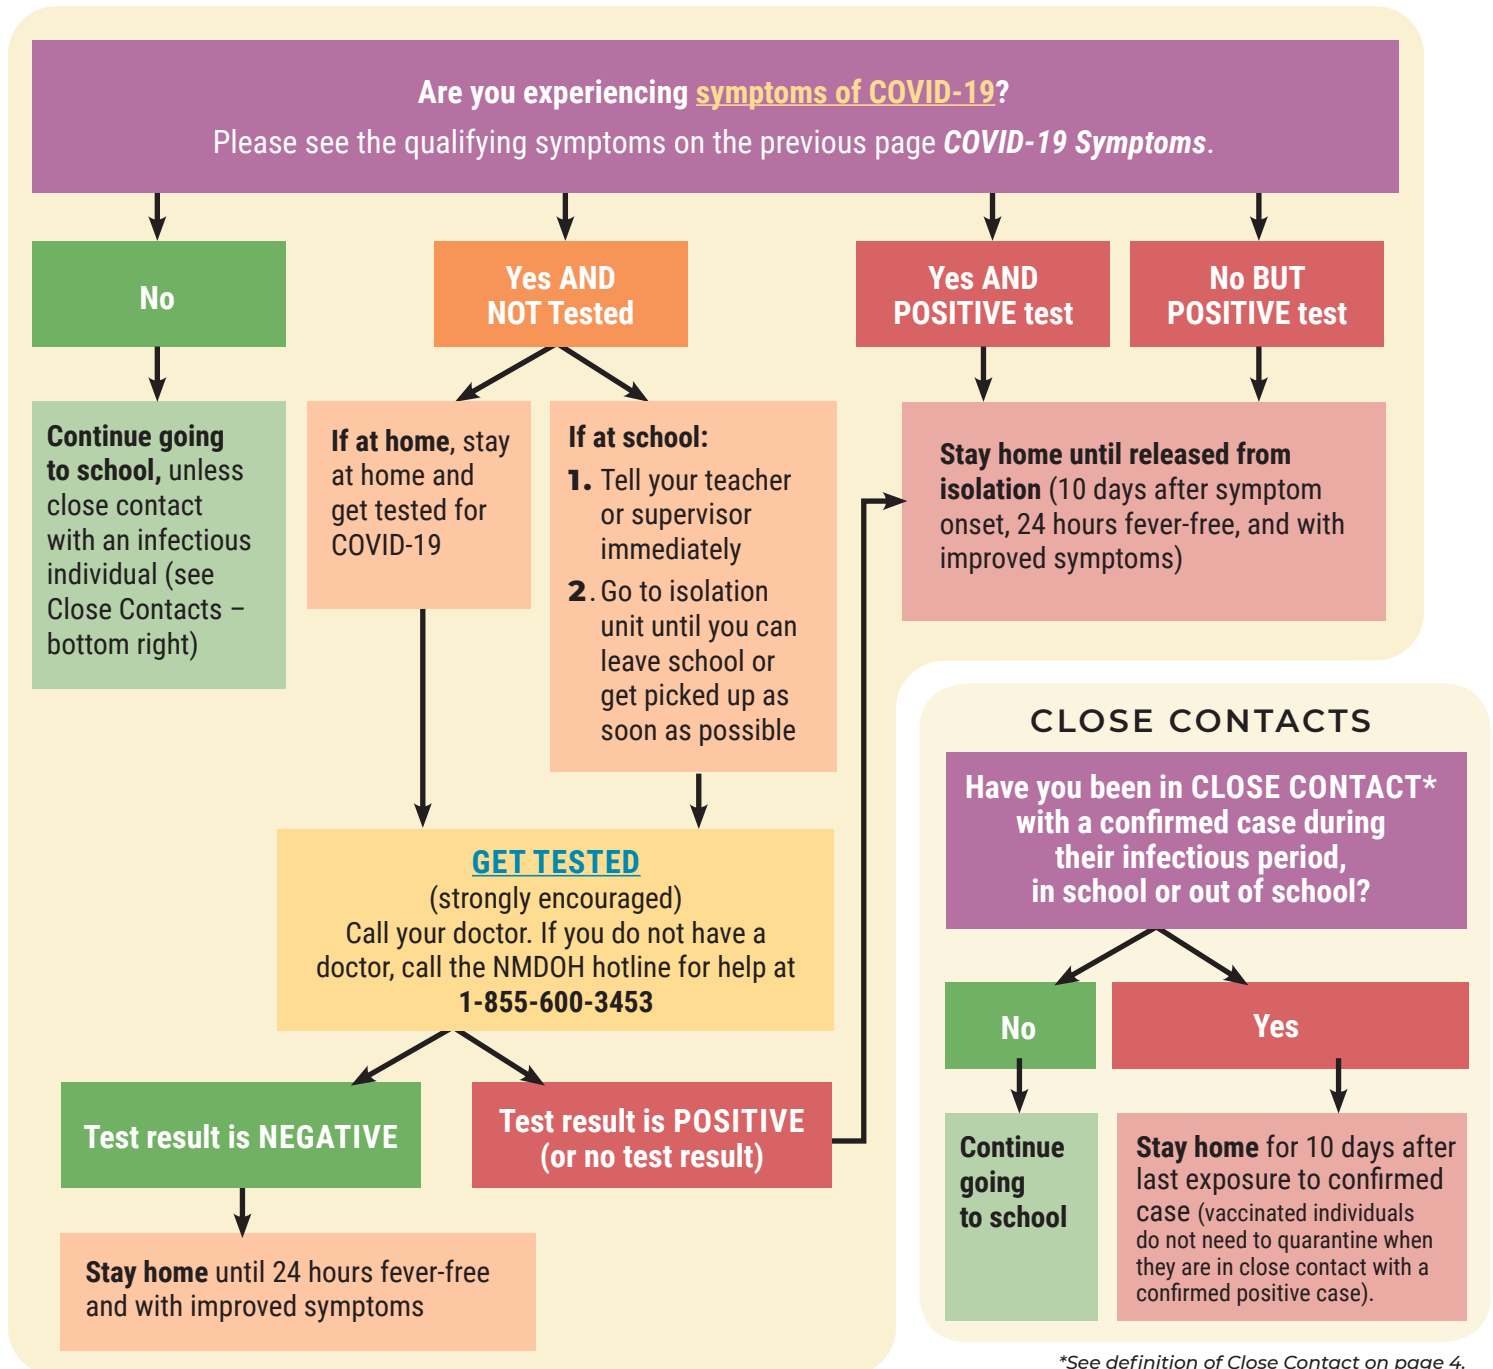 Are you experiencing symptoms of COVID-19?
Please see the qualifying symptoms on the previous page COVID-19 Symptoms.
No
Yes AND
NOT Tested
Yes AND
POSITIVE test
No BUT
POSITIVE test
Continue going
to school, unless
close contact
with an infectious
individual (see
Close Contacts –
bottom right)
If at home, stay
at home and
get tested for
COVID-19
If at school:
1. Tell your teacher
or supervisor
immediately
2. Go to isolation
unit until you can
leave school or
get picked up as
soon as possible
Stay home until released from
isolation (10 days after symptom
onset, 24 hours fever-free, and with
improved symptoms)
GET TESTED
(strongly encouraged)
Call your doctor. If you do not have a
doctor, call the NMDOH hotline for help at
1-855-600-3453
Test result is NEGATIVE
Test result is POSITIVE
(or no test result)
Stay home until 24 hours fever-free
and with improved symptoms
CLOSE CONTACTS
Have you been in CLOSE CONTACT*
with a confirmed case during
their infectious period,
in school or out of school?
No
Yes
Continue
going
to school
Stay home for 10 days after
last exposure to confirmed
case (vaccinated individuals
do not need to quarantine when
they are in close contact with a
confirmed positive case).
*See definition of Close Contact on page 4.